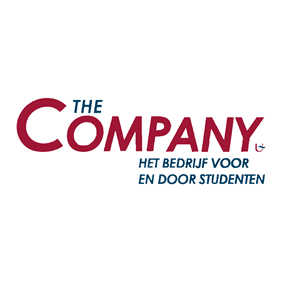 THE
COMPANY
HET BEDRIJF VOOR
EN DOOR STUDENTEN